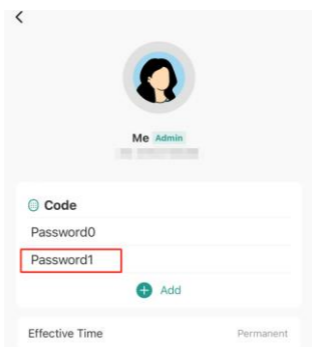 Me Admin
Code
Password0
Password1
Add
Effective Time Permanent